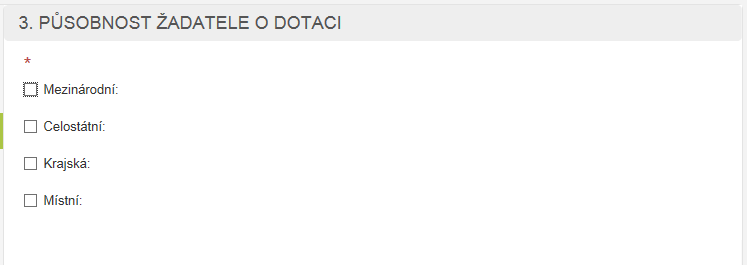 3. PŮSOBNOST ŽADATELE O DOTACI
*
Mezinárodní:
Celostátní:
Krajská:
Místní: